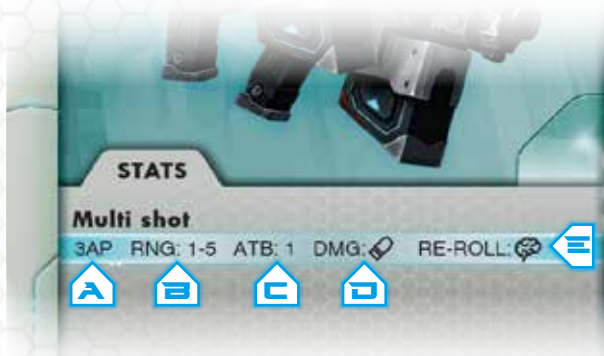 STATS
Multi shot
3AP RNG: 1-5 ATB: 1 DMG: RE-ROLL: E
A B C D